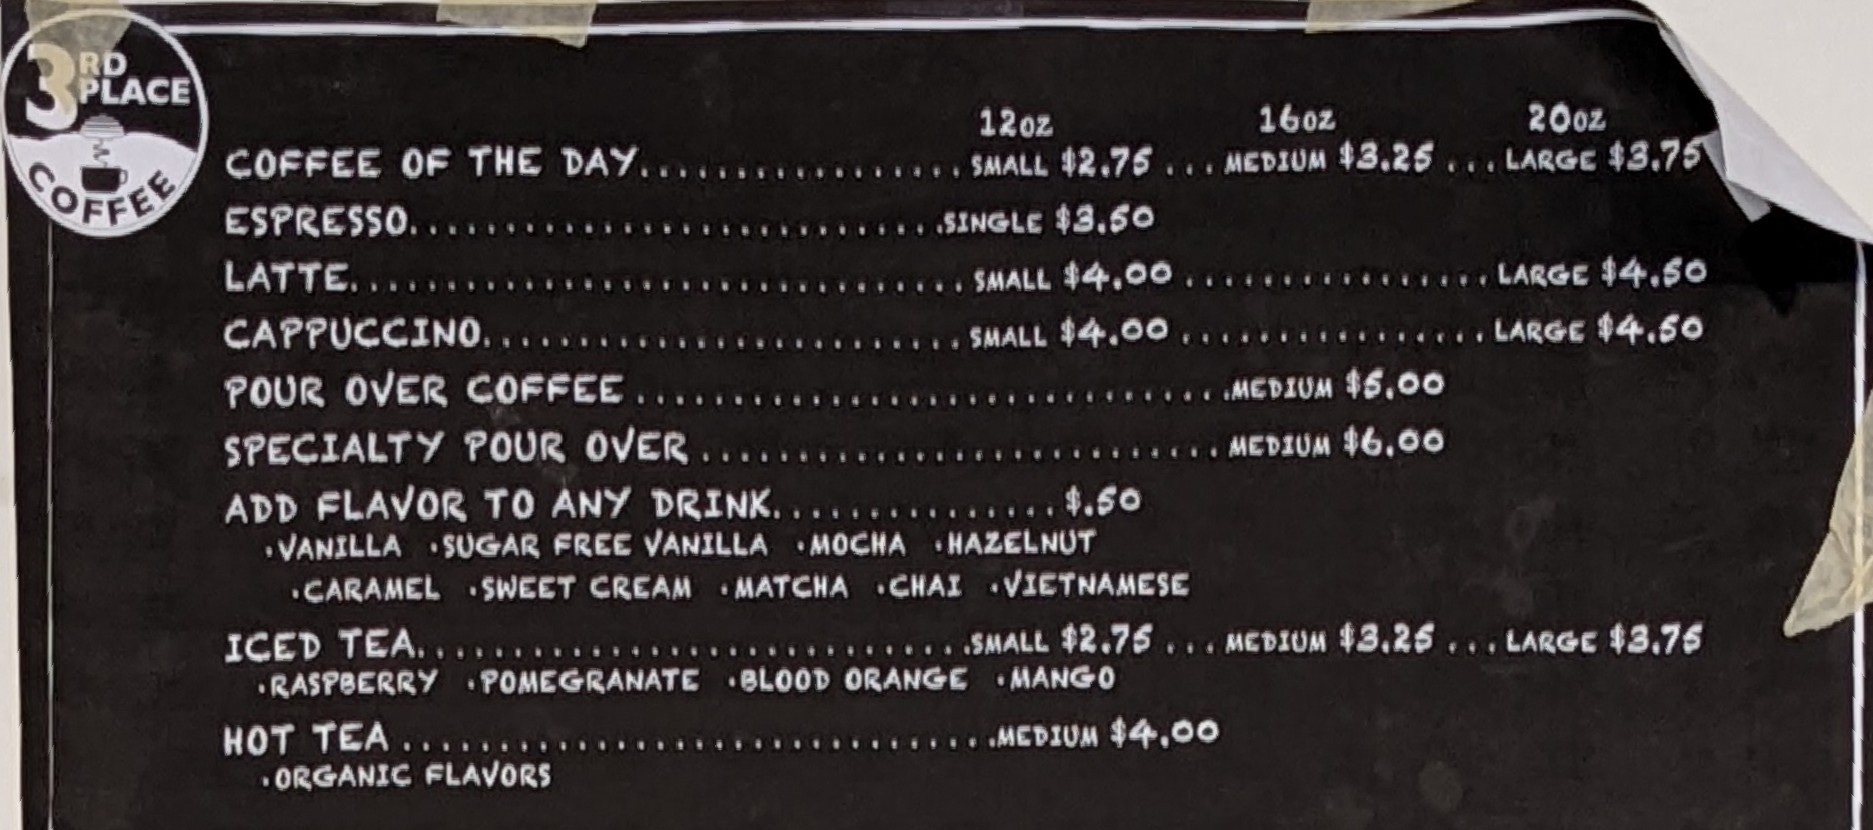 3RD PLACE COFFEE
12oz 16oz 20oz
COFFEE OF THE DAY................. SMALL $2.75 ... MEDIUM $3.25 ... LARGE $3.75
ESPRESSO............................SINGLE $3.50
LATTE................................ SMALL $4.00 ................ LARGE $4.50
CAPPUCCINO......................... SMALL $4.00 ................ LARGE $4.50
POUR OVER COFFEE ...............................MEDIUM $5.00
SPECIALTY POUR OVER ........................... MEDIUM $6.00
ADD FLAVOR TO ANY DRINK............... $.50
•VANILLA •SUGAR FREE VANILLA •MOCHA •HAZELNUT
•CARAMEL •SWEET CREAM •MATCHA •CHAI •VIETNAMESE
ICED TEA.............................SMALL $2.75 ... MEDIUM $3.25 ... LARGE $3.75
•RASPBERRY •POMEGRANATE •BLOOD ORANGE •MANGO
HOT TEA ...............................MEDIUM $4.00
•ORGANIC FLAVORS